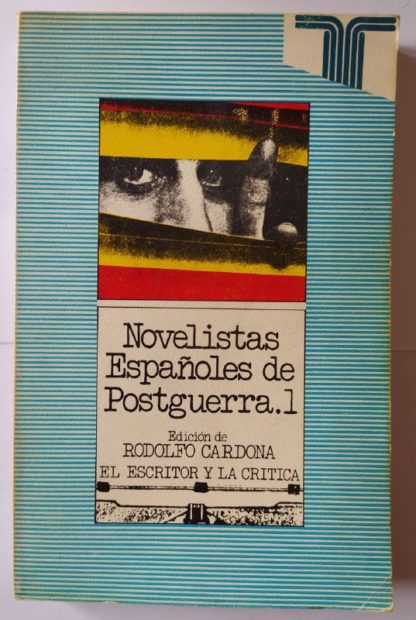 Novelistas
Españoles de
Postguerra.1
Edición de
RODOLFO CARDONA
EL ESCRITOR Y LA CRITICA